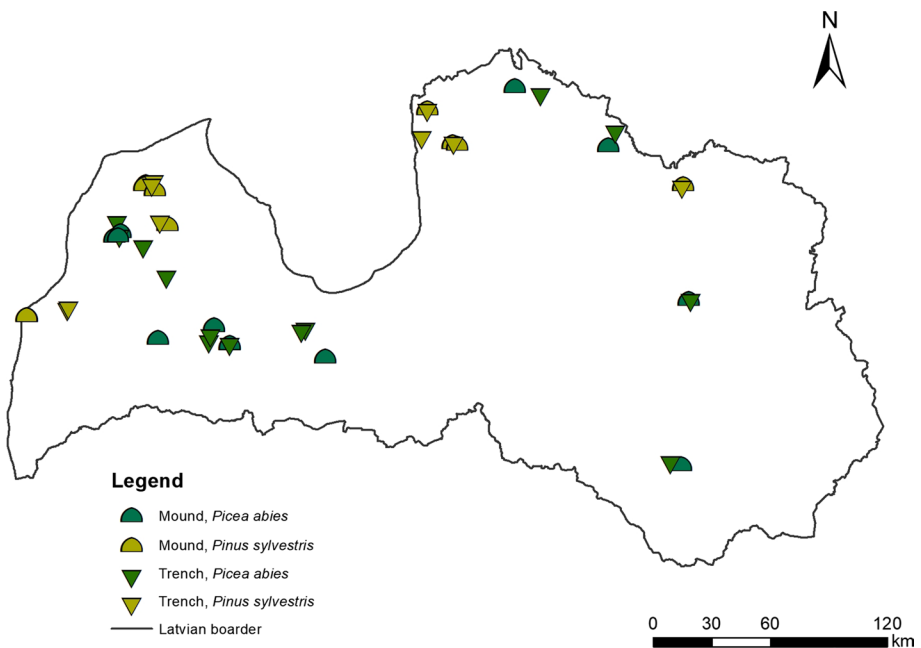 N
Legend
Mound, Picea abies
Mound, Pinus sylvestris
Trench, Picea abies
Trench, Pinus sylvestris
Latvian boarder
0 30 60 120
km